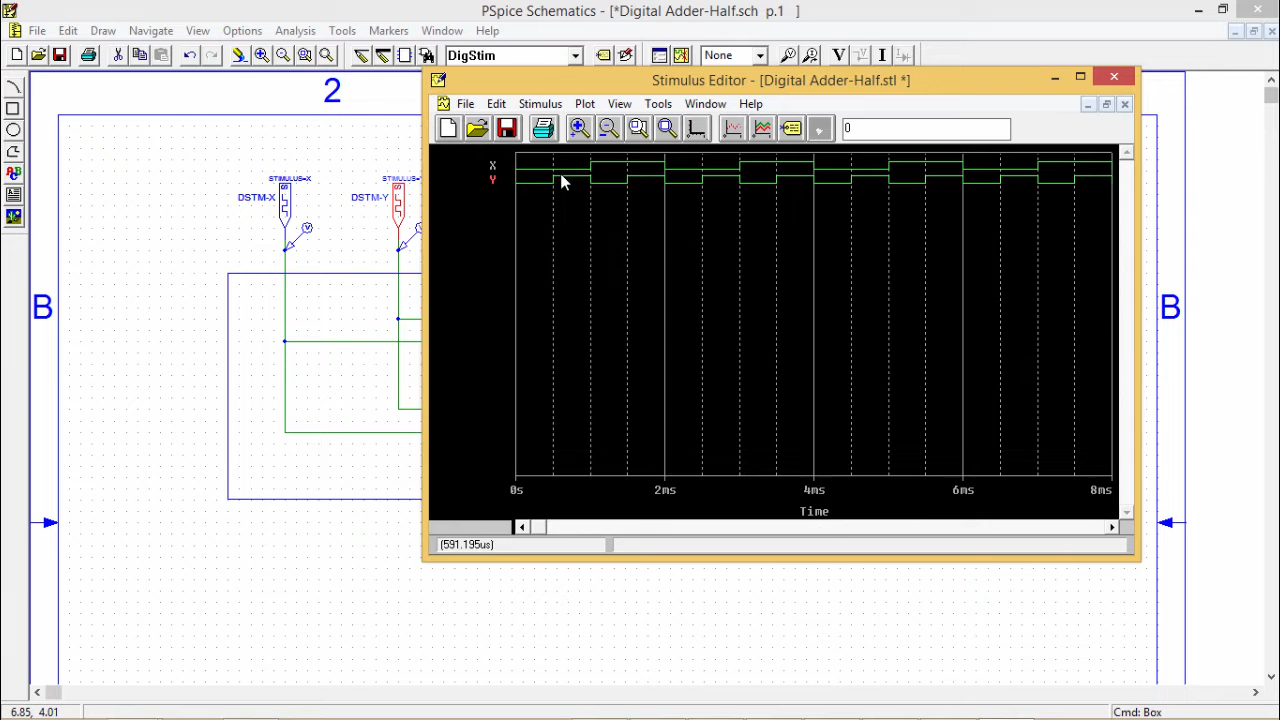 PSpice Schematics - [*Digital Adder-Half.sch p.1 ]
File Edit Draw Navigate View Options Analysis Tools Markers Window Help
DigStim None V I
2
Stimulus Editor - [Digital Adder-Half.stl *]
File Edit Stimulus Plot View Tools Window Help
0
X
Y
STIMULUS=X STIMULUS=
DSTM-X S DSTM-Y S
V
B B
0s 2ms 4ms 6ms 8ms
Time
(591.195us)
6.85, 4.01 Cmd: Box